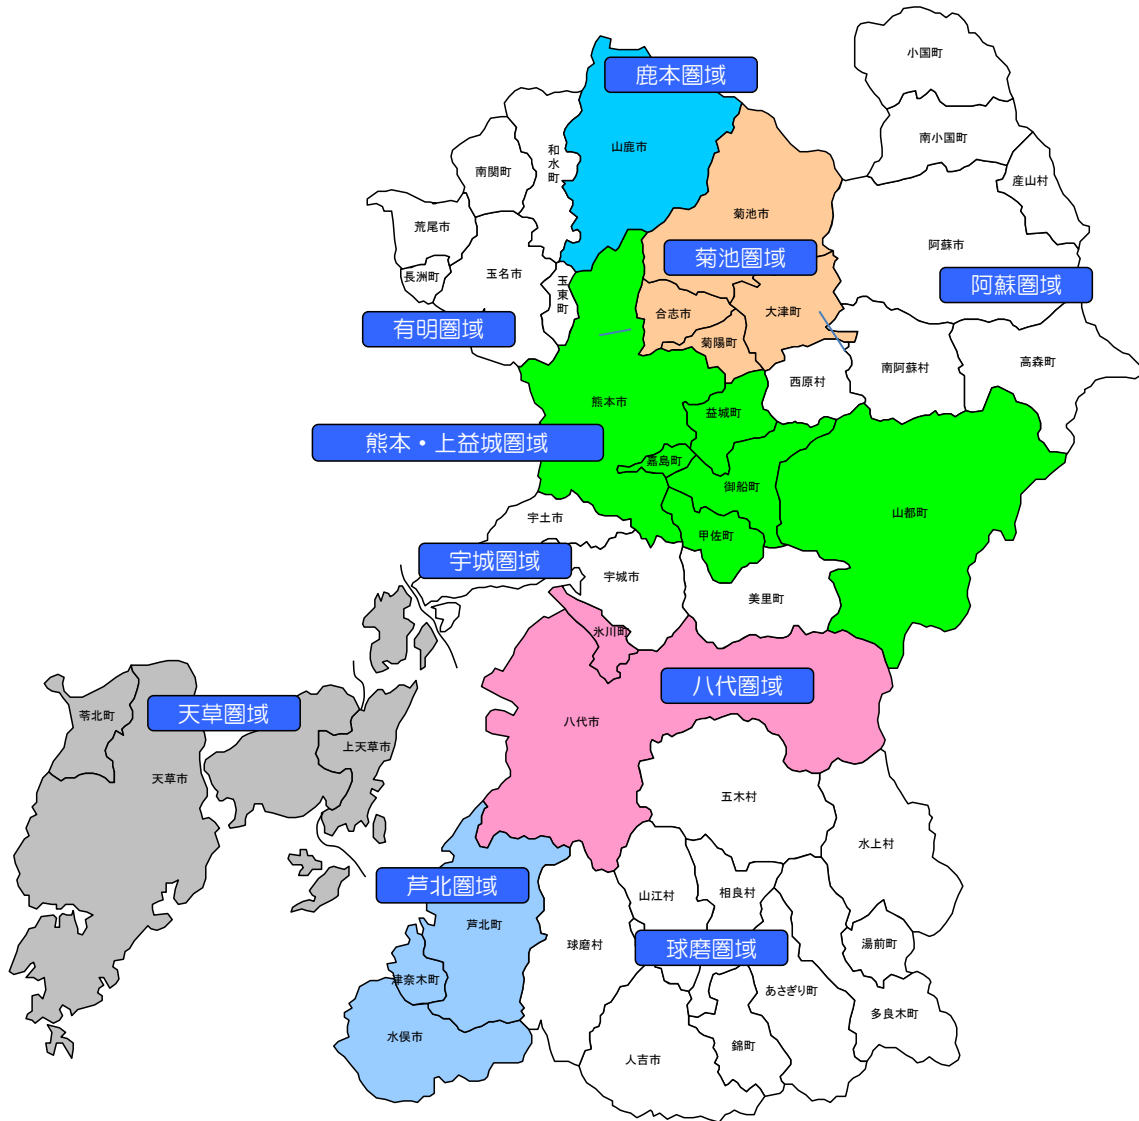 小国町
鹿本圏域
南小国町
山鹿市
和水町
南関町
産山村
菊池市
荒尾市
阿蘇市
菊池圏域
玉名市
長洲町
玉東町
阿蘇圏域
合志市
大津町
有明圏域
菊陽町
南阿蘇村
高森町
西原村
熊本市
益城町
熊本・上益城圏域
嘉島町
御船町
山都町
宇土市
甲佐町
宇城圏域
宇城市
美里町
氷川町
八代圏域
苓北町
天草圏域
八代市
上天草市
天草市
五木村
水上村
芦北圏域
山江村
相良村
芦北町
球磨村
球磨圏域
湯前町
津奈木町
あさぎり町
多良木町
水俣市
錦町
人吉市